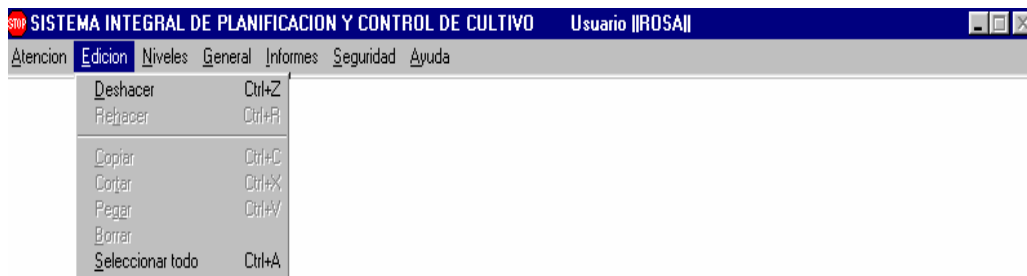 STOP SISTEMA INTEGRAL DE PLANIFICACION Y CONTROL DE CULTIVO Usuario ||ROSA||
Atencion Edicion Niveles General Informes Seguridad Ayuda
Deshacer Ctrl+Z
Rehacer Ctrl+R
Copiar Ctrl+C
Cortar Ctrl+X
Pegar Ctrl+V
Borrar
Seleccionar todo Ctrl+A